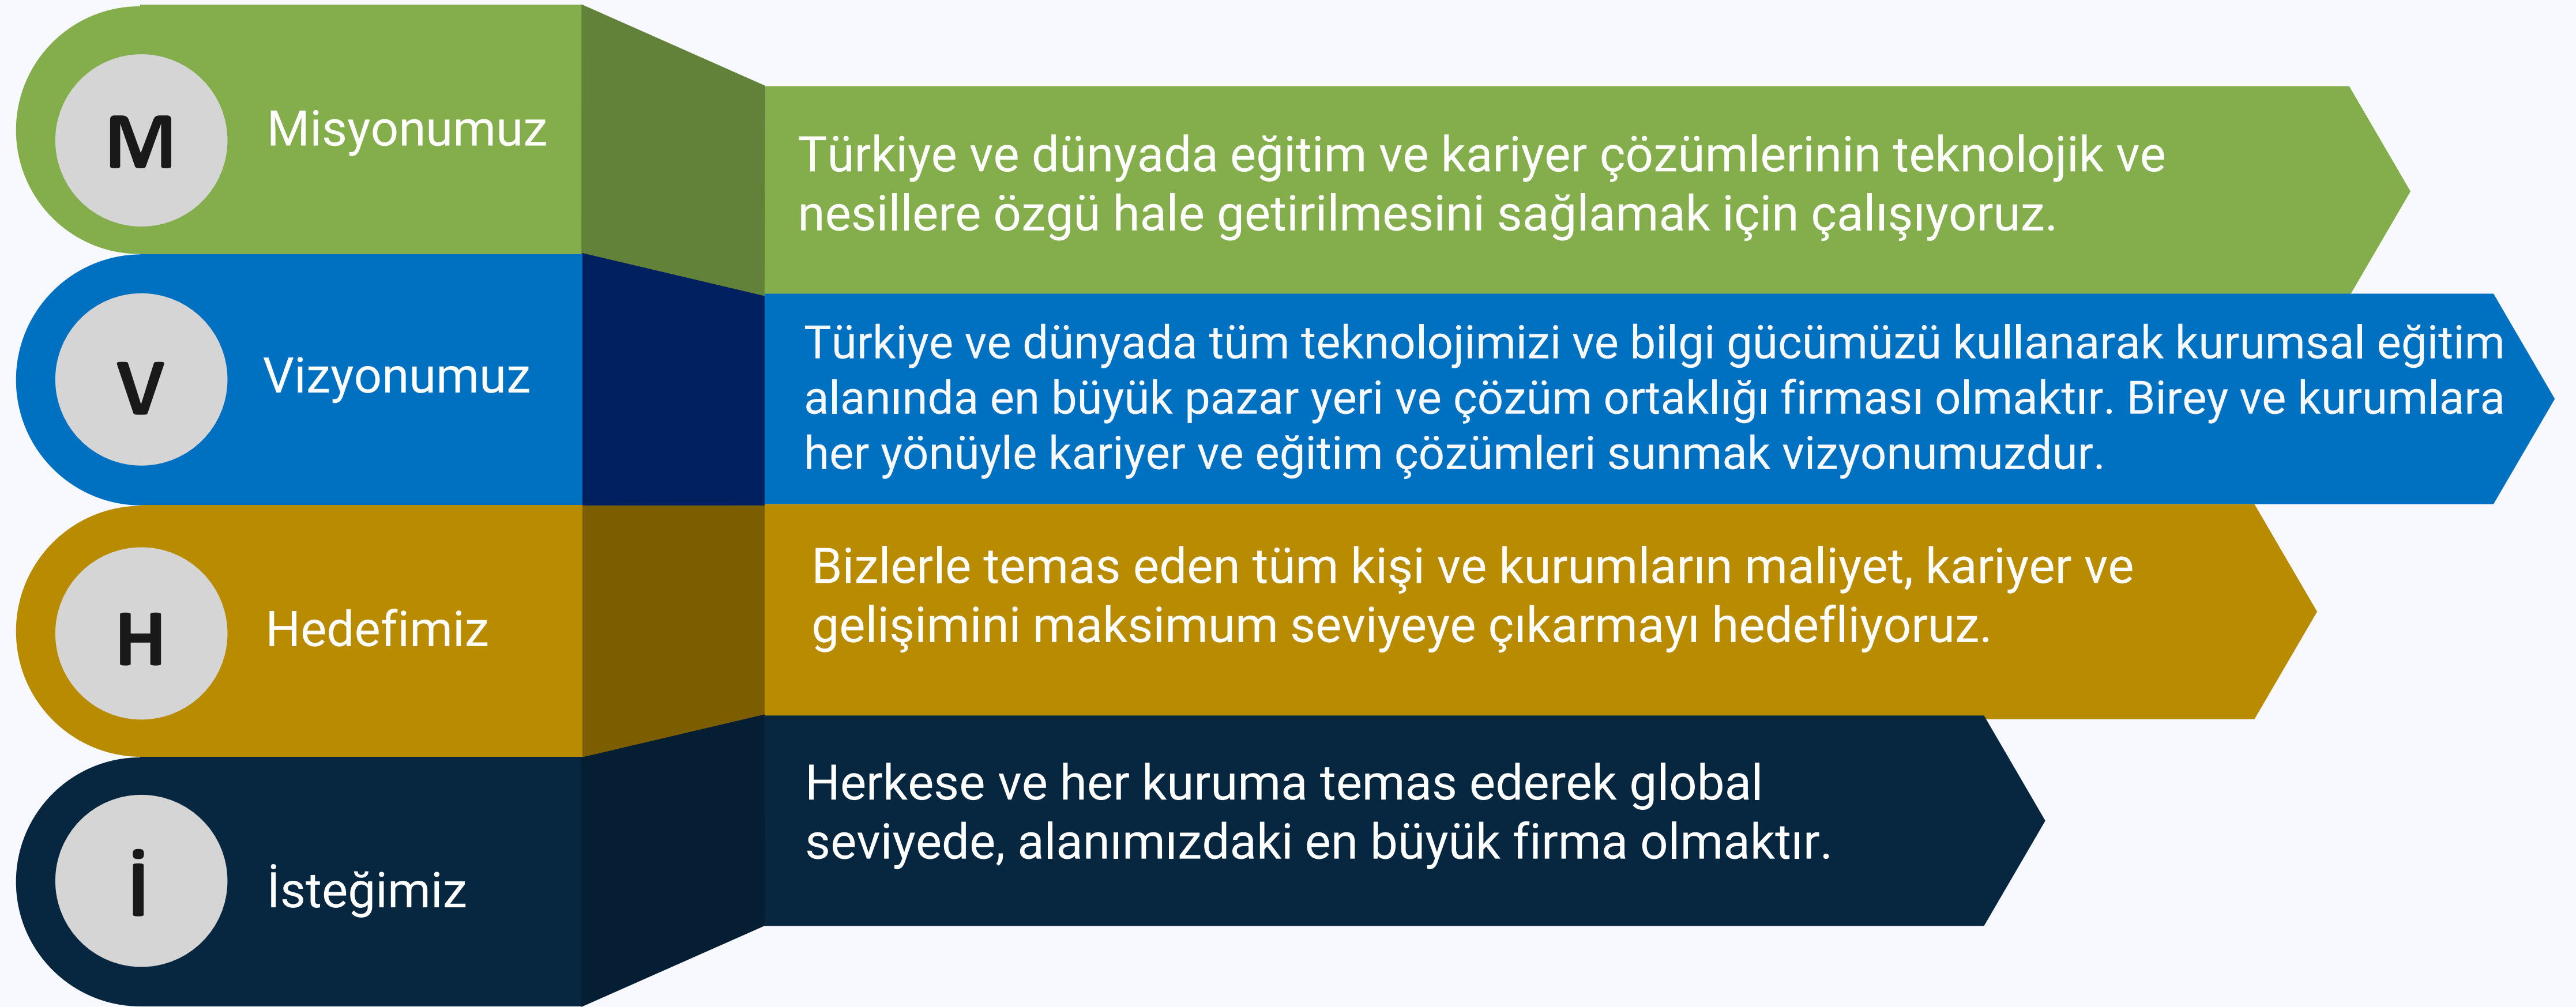 M
Misyonumuz
Türkiye ve dünyada eğitim ve kariyer çözümlerinin teknolojik ve
nesillere özgü hale getirilmesini sağlamak için çalışıyoruz.
V
Vizyonumuz
Türkiye ve dünyada tüm teknolojimizi ve bilgi gücümüzü kullanarak kurumsal eğitim
alanında en büyük pazar yeri ve çözüm ortaklığı firması olmaktır. Birey ve kurumlara
her yönüyle kariyer ve eğitim çözümleri sunmak vizyonumuzdur.
H
Hedefimiz
Bizlerle temas eden tüm kişi ve kurumların maliyet, kariyer ve
gelişimini maksimum seviyeye çıkarmayı hedefliyoruz.
İ
İsteğimiz
Herkese ve her kuruma temas ederek global
seviyede, alanımızdaki en büyük firma olmaktır.